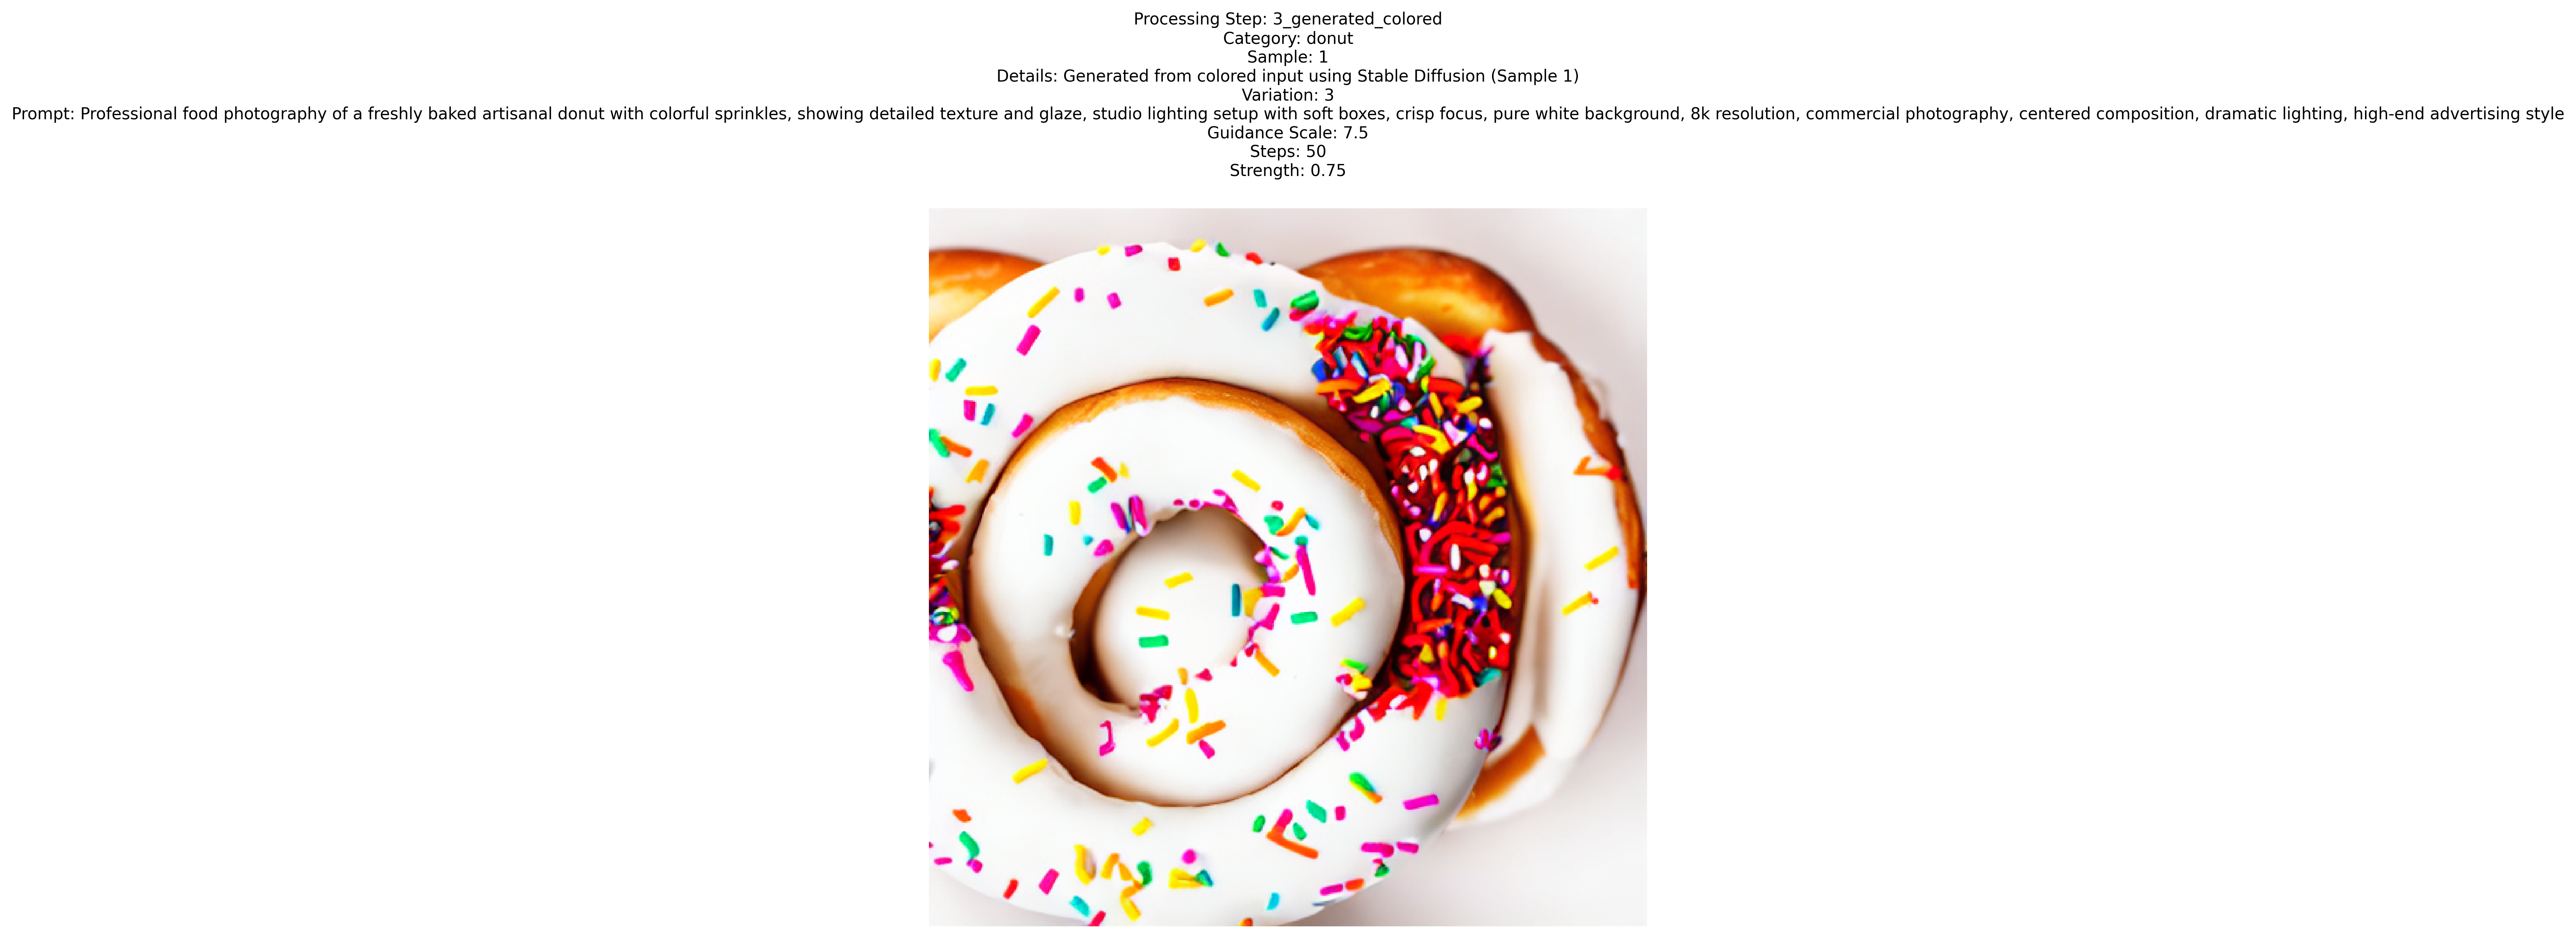 Processing Step: 3_generated_colored
Category: donut
Sample: 1
Details: Generated from colored input using Stable Diffusion (Sample 1)
Variation: 3
Prompt: Professional food photography of a freshly baked artisanal donut with colorful sprinkles, showing detailed texture and glaze, studio lighting setup with soft boxes, crisp focus, pure white background, 8k resolution, commercial photography, centered composition, dramatic lighting, high-end advertising style
Guidance Scale: 7.5
Steps: 50
Strength: 0.75